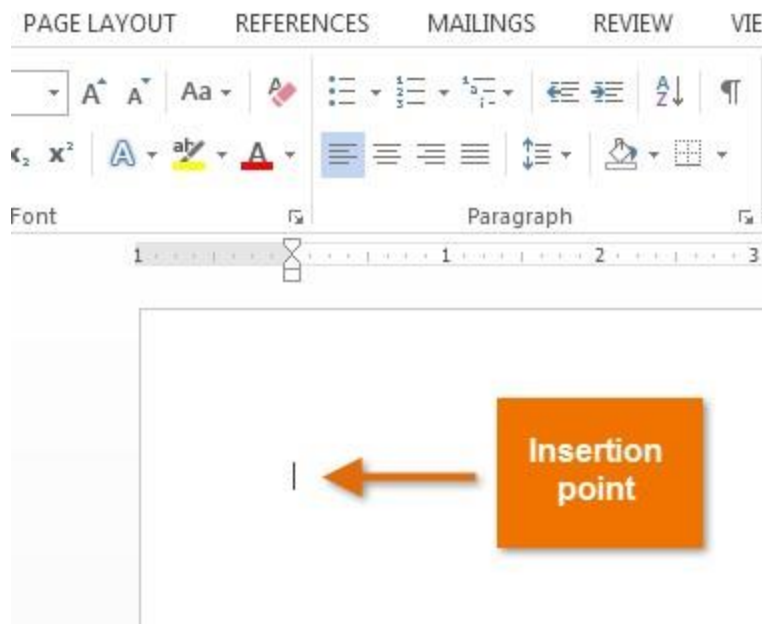 PAGE LAYOUT REFERENCES MAILINGS REVIEW VIE
Aa
Font Paragraph
1 1 2 3
Insertion
point